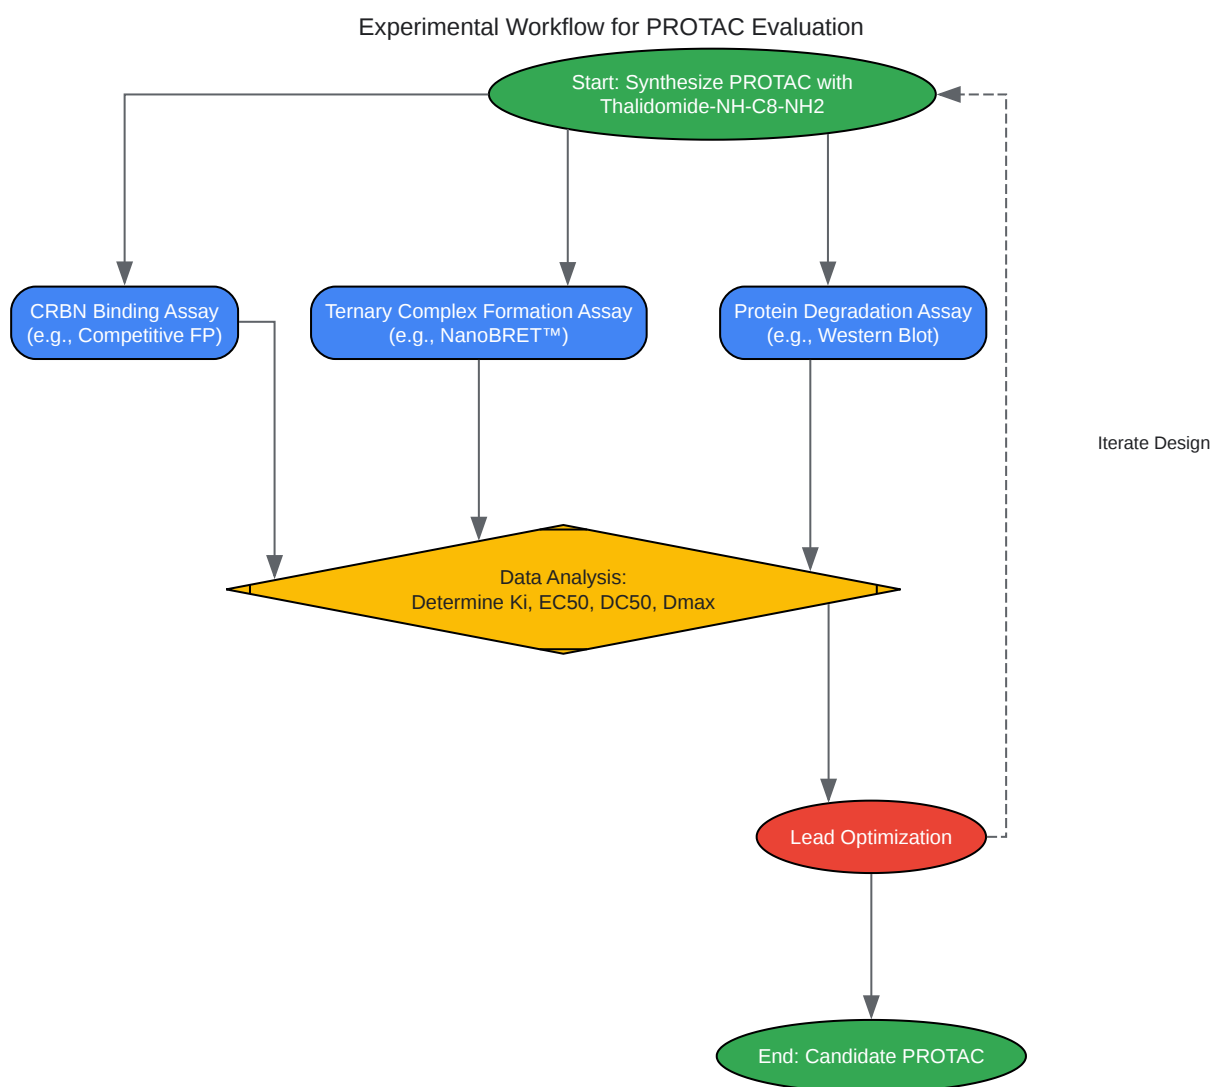 Experimental Workflow for PROTAC Evaluation
Start: Synthesize PROTAC with
Thalidomide-NH-C8-NH2
CRBN Binding Assay
(e.g., Competitive FP)
Ternary Complex Formation Assay
(e.g., NanoBRET™)
Protein Degradation Assay
(e.g., Western Blot)
Iterate Design
Data Analysis:
Determine Ki, EC50, DC50, Dmax
Lead Optimization
End: Candidate PROTAC